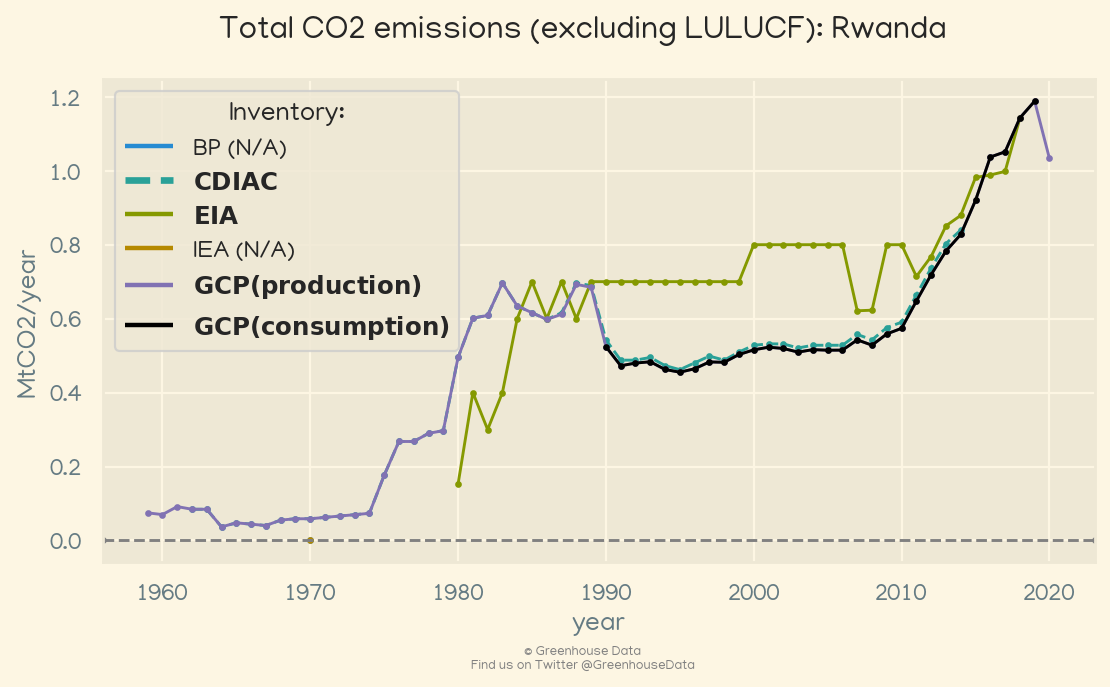 Total CO2 emissions (excluding LULUCF): Rwanda
Inventory:
BP (N/A)
CDIAC
EIA
IEA (N/A)
GCP(production)
GCP(consumption)
MtCO2/year
1.2
1.0
0.8
0.6
0.4
0.2
0.0
1960 1970 1980 1990 2000 2010 2020
year
© Greenhouse Data
Find us on Twitter @GreenhouseData